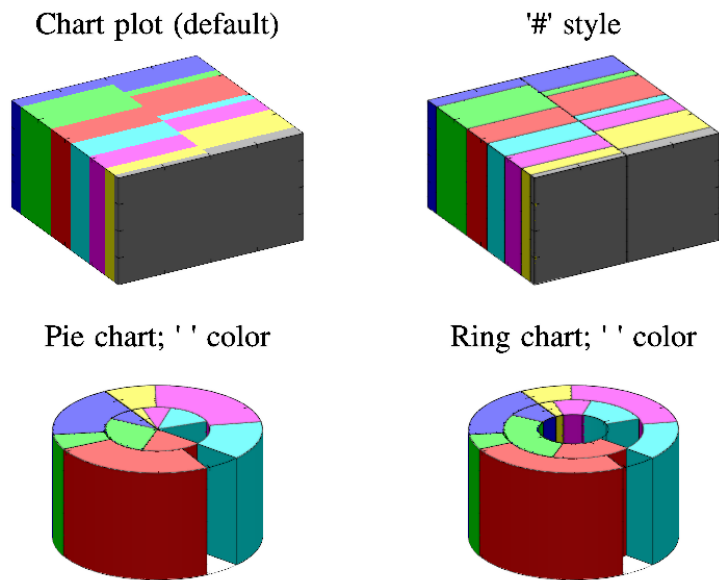 Chart plot (default)
'#' style
Pie chart; ' ' color
Ring chart; ' ' color